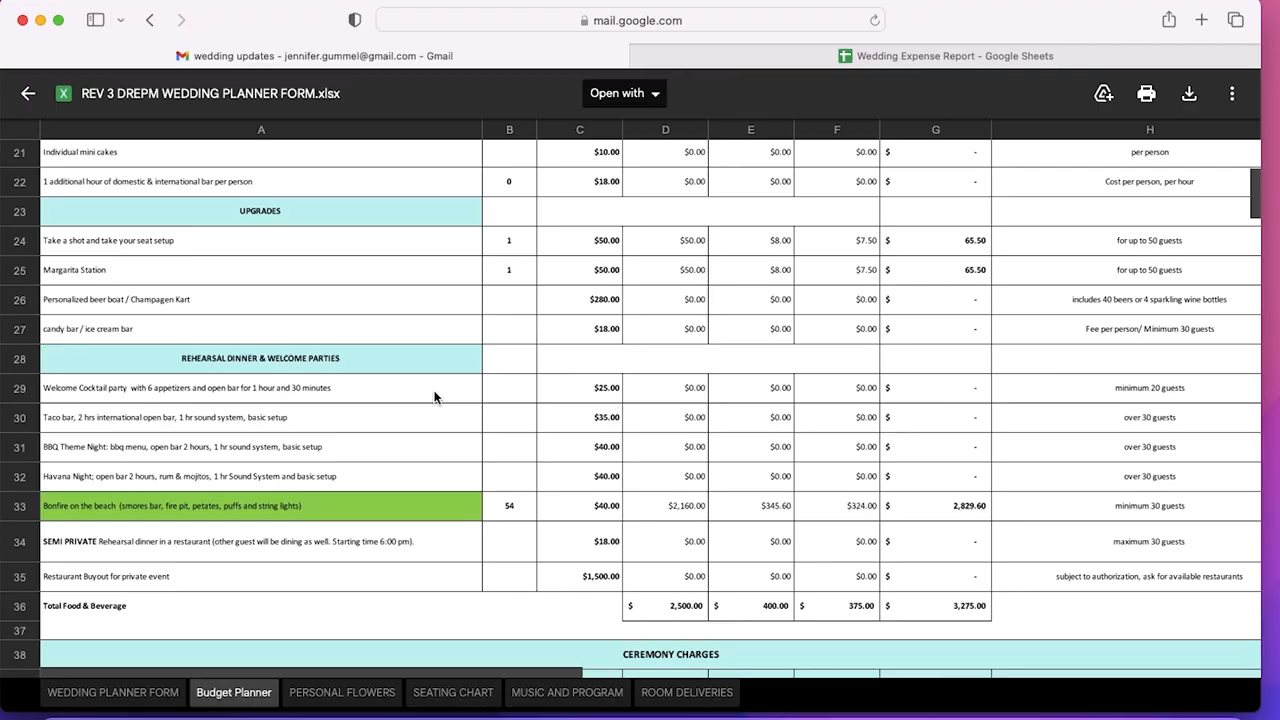 mail.google.com
wedding updates - jennifer.gummel@gmail.com - Gmail
Wedding Expense Report - Google Sheets
X REV 3 DREPM WEDDING PLANNER FORM.xlsx
Open with
A B C D E F G H
21 Individual mini cakes $10.00 $0.00 $0.00 $0.00 $ - per person
22 1 additional hour of domestic & international bar per person 0 $18.00 $0.00 $0.00 $0.00 $ - Cost per person, per hour
23 UPGRADES
24 Take a shot and take your seat setup 1 $50.00 $50.00 $8.00 $7.50 $ 65.50 for up to 50 guests
25 Margarita Station 1 $50.00 $50.00 $8.00 $7.50 $ 65.50 for up to 50 guests
26 Personalized beer boat / Champagen Kart $280.00 $0.00 $0.00 $0.00 $ - includes 40 beers or 4 sparkling wine bottles
27 candy bar / ice cream bar $18.00 $0.00 $0.00 $0.00 $ - Fee per person/ Minimum 30 guests
28 REHEARSAL DINNER & WELCOME PARTIES
29 Welcome Cocktail party with 6 appetizers and open bar for 1 hour and 30 minutes $25.00 $0.00 $0.00 $0.00 $ - minimum 20 guests
30 Taco bar, 2 hrs international open bar, 1 hr sound system, basic setup $35.00 $0.00 $0.00 $0.00 $ - over 30 guests
31 BBQ Theme Night: bbq menu, open bar 2 hours, 1 hr sound system, basic setup $40.00 $0.00 $0.00 $0.00 $ - over 30 guests
32 Havana Night; open bar 2 hours, rum & mojitos, 1 hr Sound System and basic setup $40.00 $0.00 $0.00 $0.00 $ - over 30 guests
33 Bonfire on the beach (smores bar, fire pit, petates, puffs and string lights) 54 $40.00 $2,160.00 $345.60 $324.00 $ 2,829.60 minimum 30 guests
34 SEMI PRIVATE Rehearsal dinner in a restaurant (other guest will be dining as well. Starting time 6:00 pm). $18.00 $0.00 $0.00 $0.00 $ - maximum 30 guests
35 Restaurant Buyout for private event $1,500.00 $0.00 $0.00 $0.00 $ - subject to authorization, ask for available restaurants
36 Total Food & Beverage $ 2,500.00 $ 400.00 $ 375.00 $ 3,275.00
37
38 CEREMONY CHARGES
WEDDING PLANNER FORM Budget Planner PERSONAL FLOWERS SEATING CHART MUSIC AND PROGRAM ROOM DELIVERIES